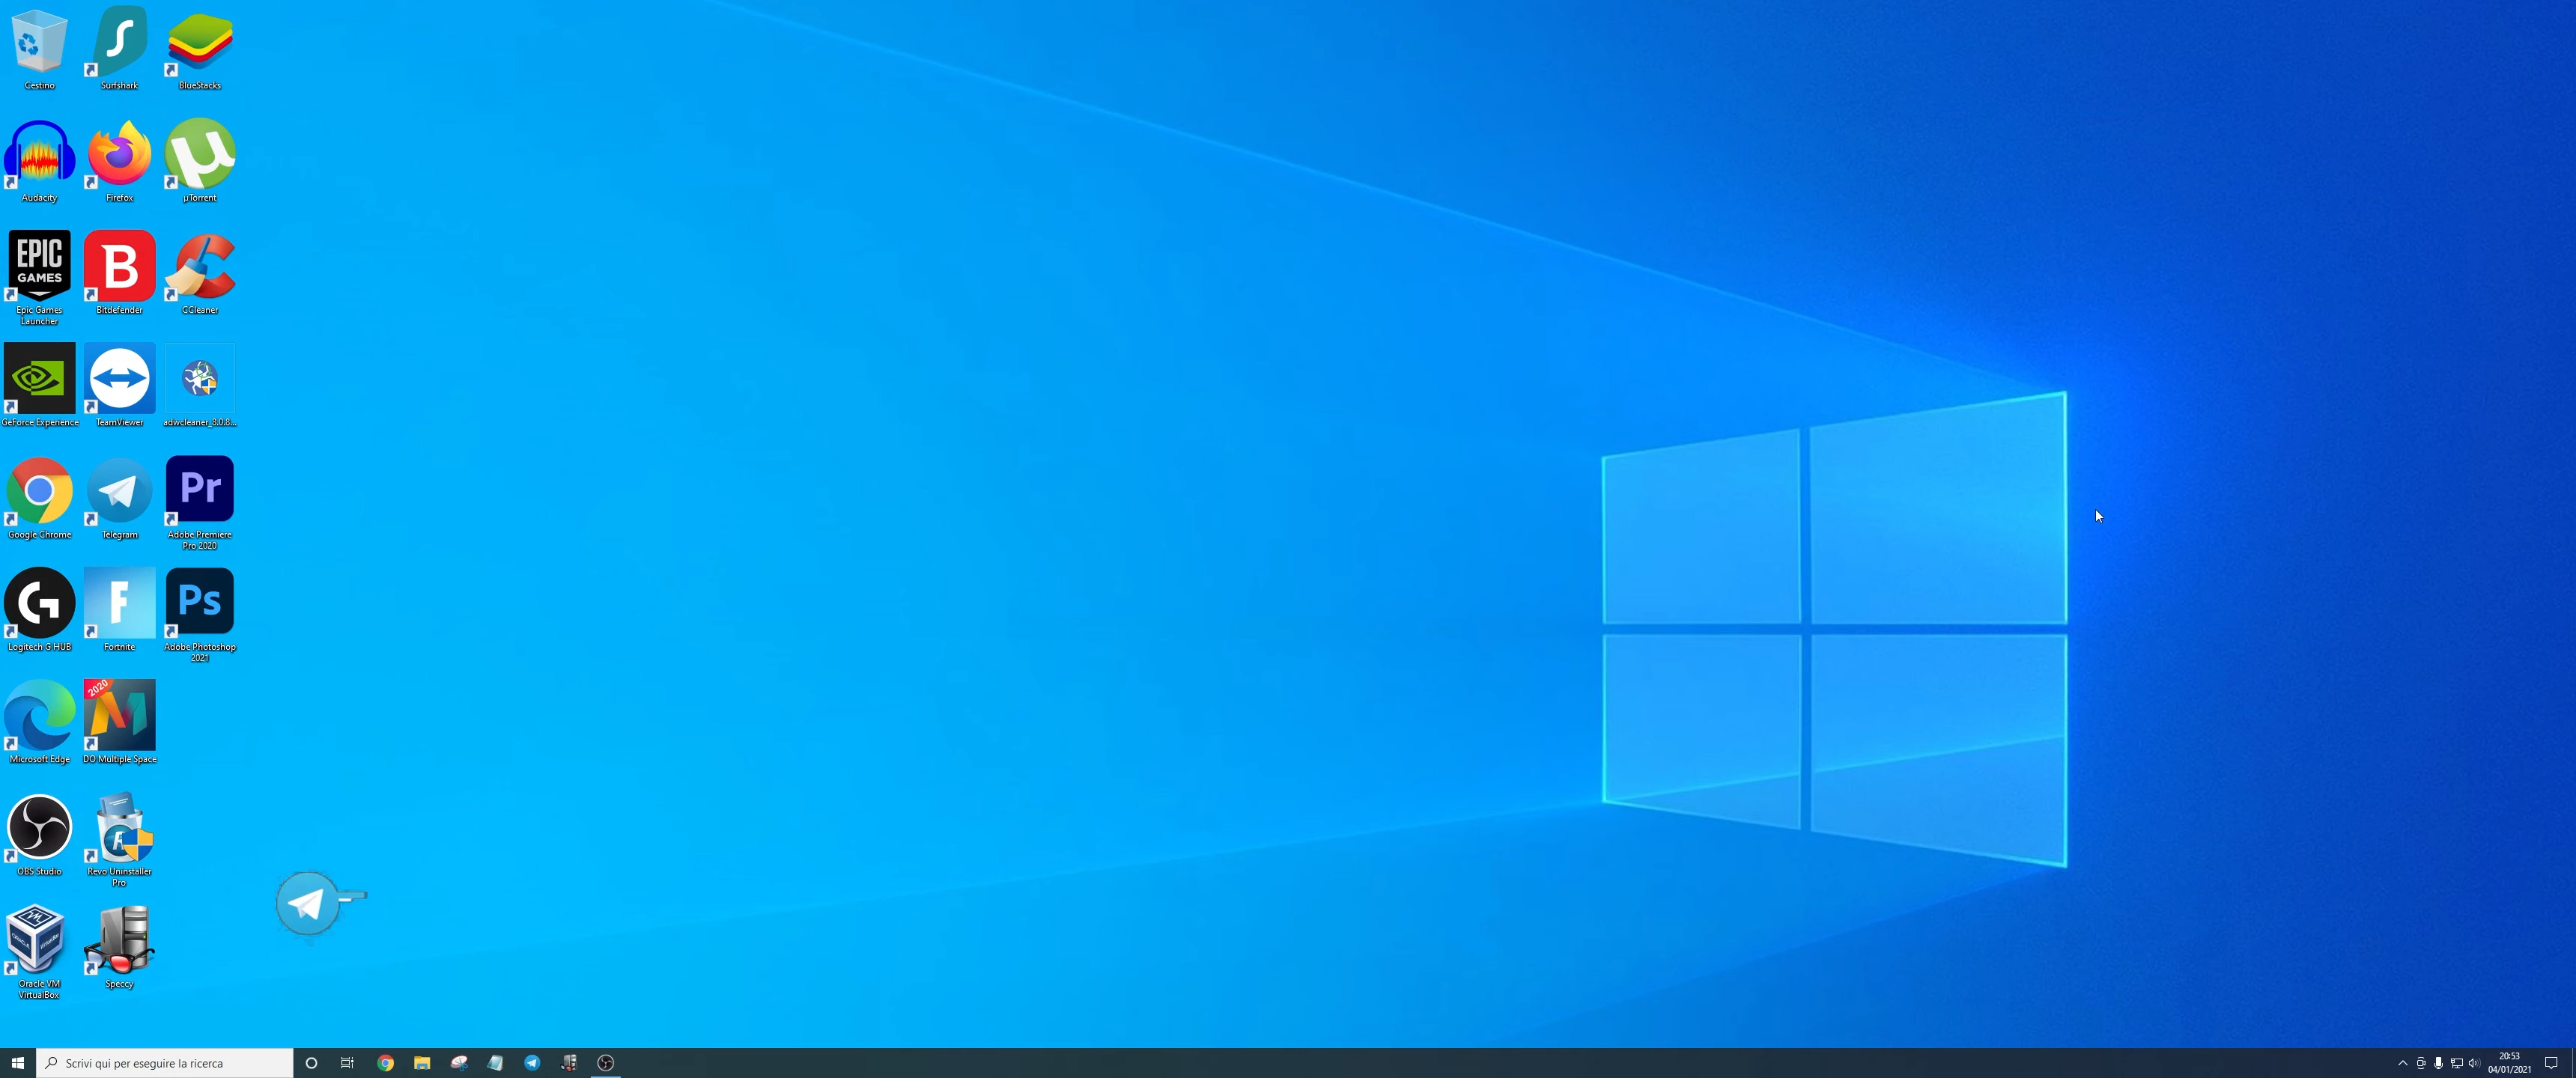 Cestino
Surfshark
BlueStacks
Audacity
Firefox
µTorrent
EPIC
GAMES
Epic Games
Launcher
B
Bitdefender
CCleaner
GeForce Experience
TeamViewer
adwcleaner_8.0.8...
Google Chrome
Telegram
Pr
Adobe Premiere
Pro 2020
Logitech G HUB
F
Fortnite
Ps
Adobe Photoshop
2021
Microsoft Edge
2020
DO Multiple Space
OBS Studio
Revo Uninstaller
Pro
Oracle VM
VirtualBox
Speccy
Scrivi qui per eseguire la ricerca
20:53
04/01/2021